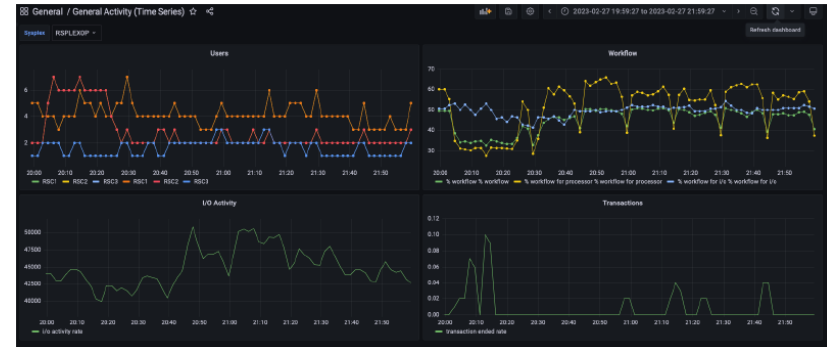 General / General Activity (Time Series)
2023-02-27 19:59:27 to 2023-02-27 21:59:27
Sysplex RSPLEXOP
Refresh dashboard
Users
6
4
2
20:00 20:10 20:20 20:30 20:40 20:50 21:00 21:10 21:20 21:30 21:40 21:50
RSC1 RSC2 RSC3 RSC1 RSC2 RSC3
Workflow
70
60
50
40
30
20:00 20:10 20:20 20:30 20:40 20:50 21:00 21:10 21:20 21:30 21:40 21:50
% workflow % workflow % workflow for processor % workflow for processor % workflow for i/o % workflow for i/o
I/O Activity
50000
47500
45000
42500
40000
20:00 20:10 20:20 20:30 20:40 20:50 21:00 21:10 21:20 21:30 21:40 21:50
i/o activity rate
Transactions
0.12
0.10
0.08
0.06
0.04
0.02
0.00
20:00 20:10 20:20 20:30 20:40 20:50 21:00 21:10 21:20 21:30 21:40 21:50
transaction ended rate